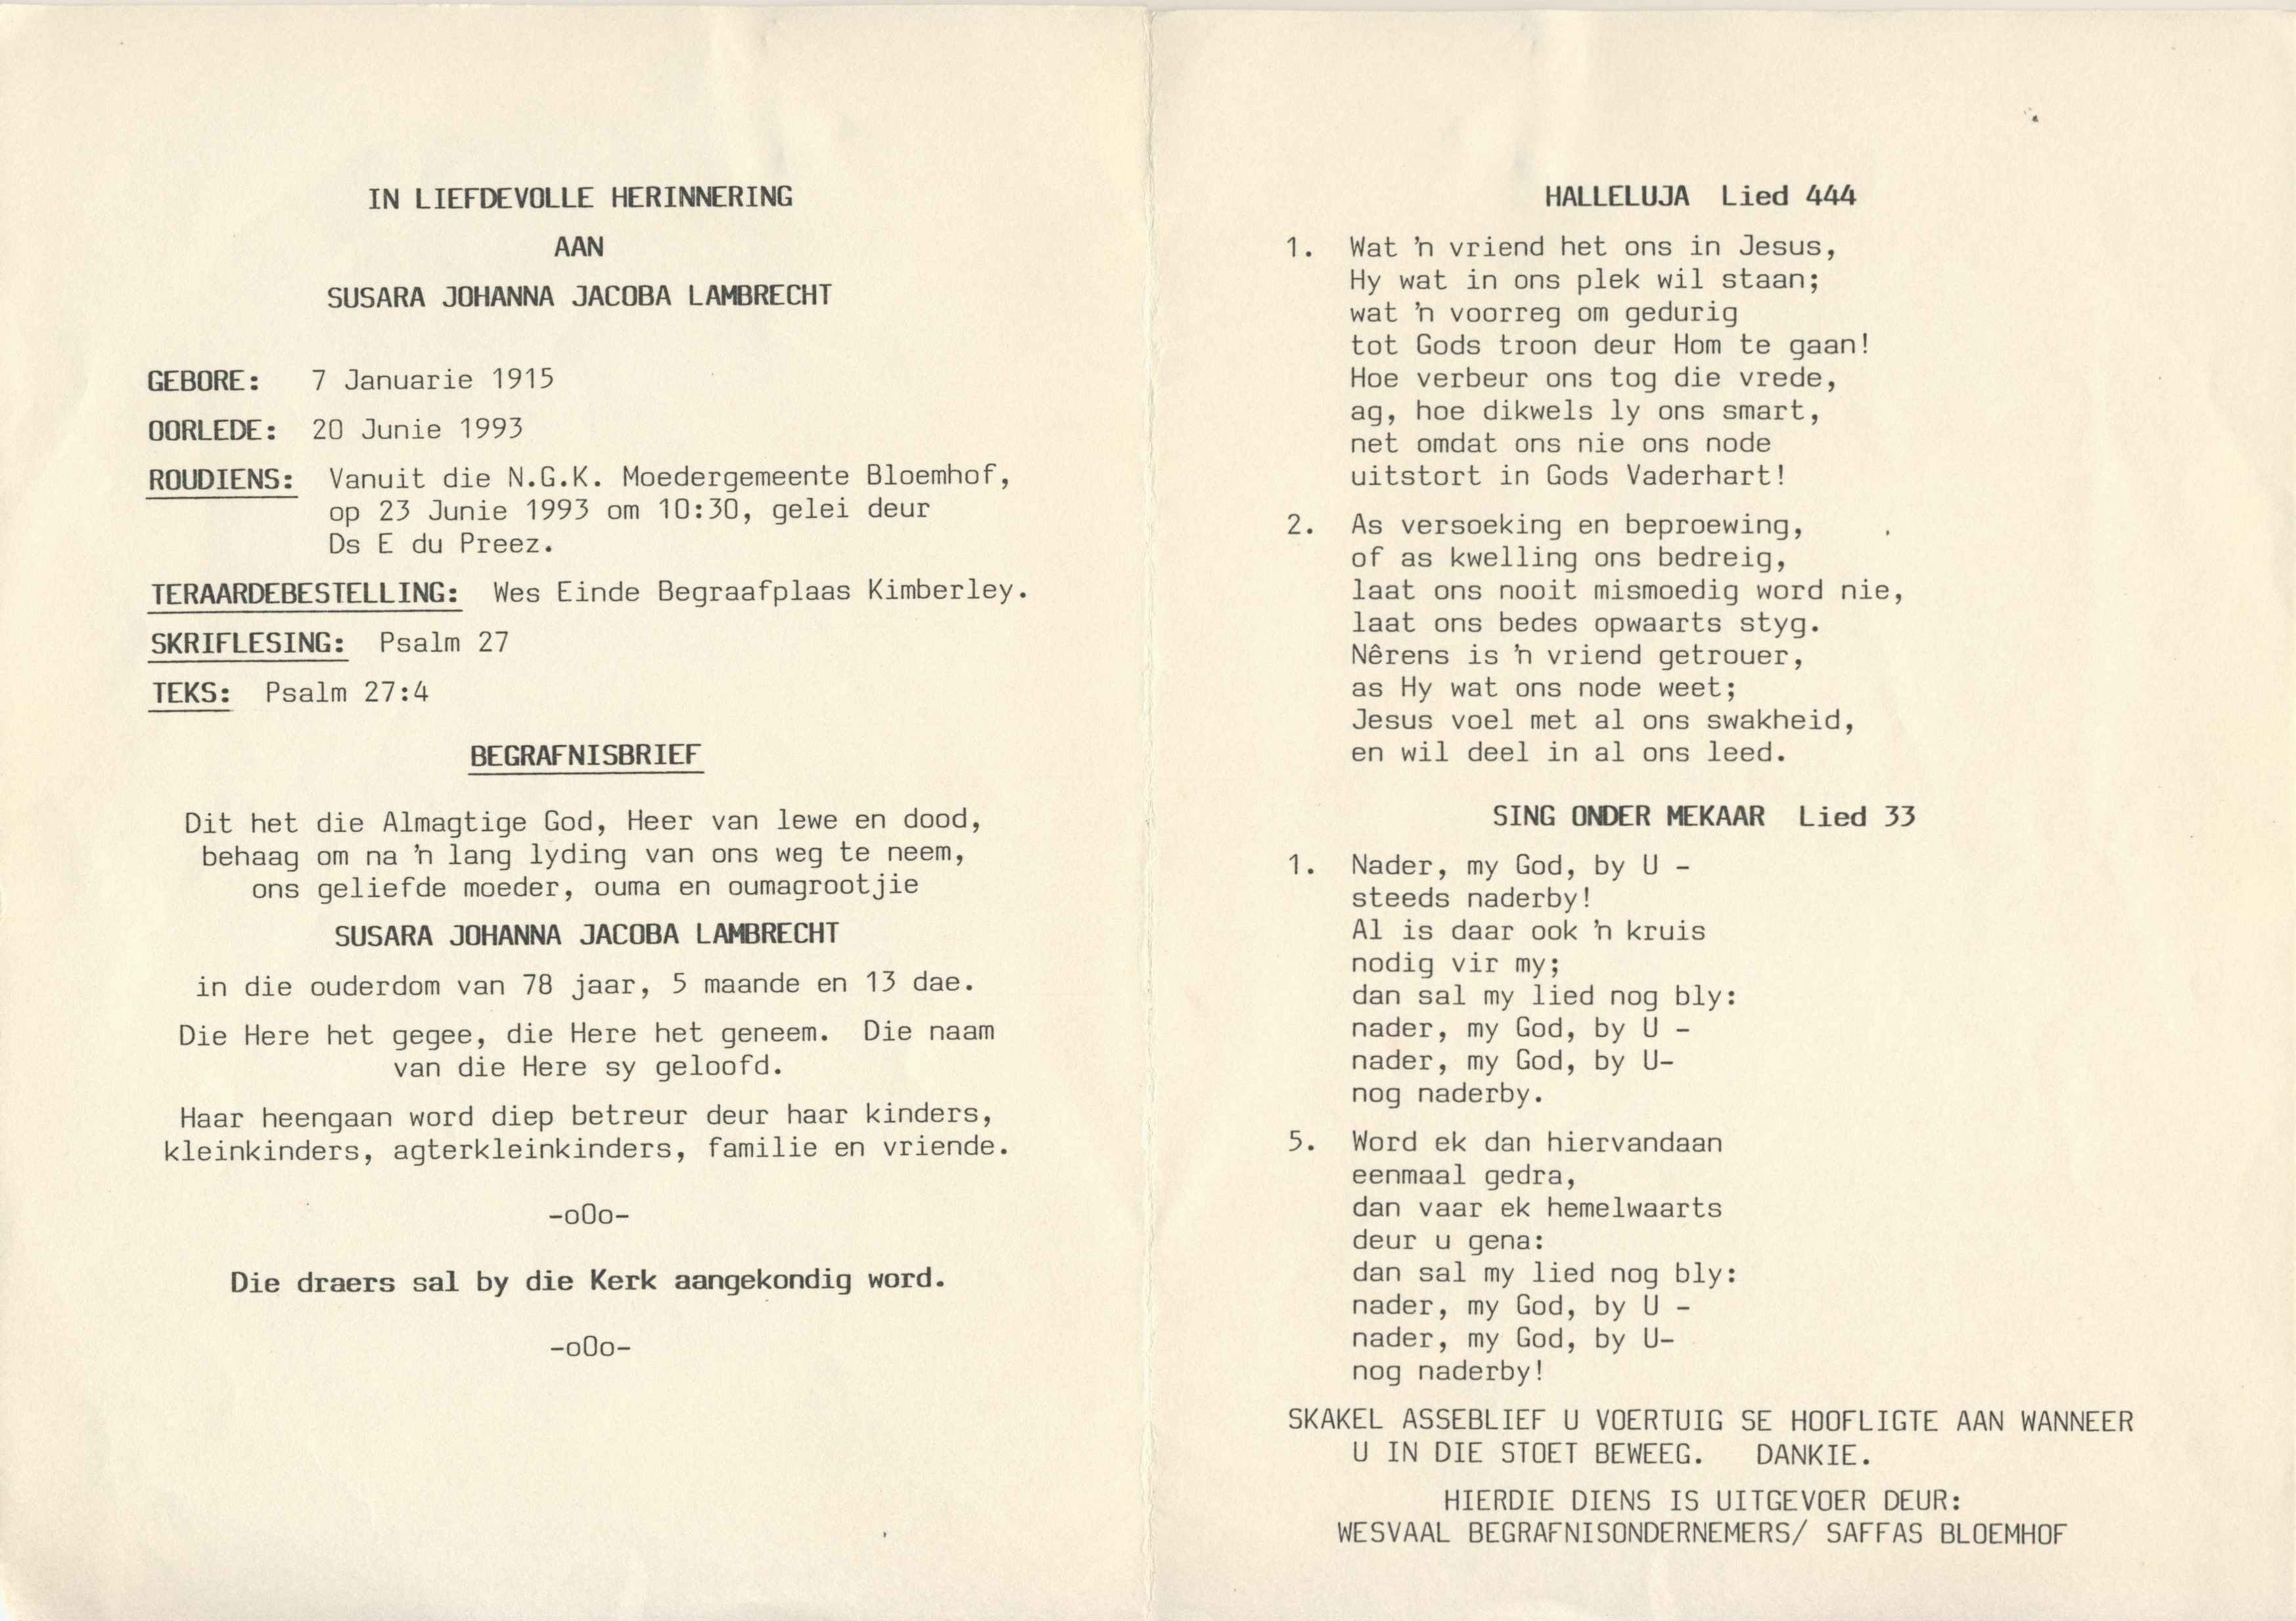 IN LIEFDEVOLLE HERINNERING
AAN
SUSARA JOHANNA JACOBA LAMBRECHT
GEBORE: 7 Januarie 1915
OORLEDE: 20 Junie 1993
ROUDIENS: Vanuit die N.G.K. Moedergemeente Bloemhof,
op 23 Junie 1993 om 10:30, gelei deur
Ds E du Preez.
TERAARDEBESTELLING: Wes Einde Begraafplaas Kimberley.
SKRIFLESING: Psalm 27
TEKS: Psalm 27:4
BEGRAFNISBRIEF
Dit het die Almagtige God, Heer van lewe en dood,
behaag om na 'n lang lyding van ons weg te neem,
ons geliefde moeder, ouma en oumagrootjie
SUSARA JOHANNA JACOBA LAMBRECHT
in die ouderdom van 78 jaar, 5 maande en 13 dae.
Die Here het gegee, die Here het geneem. Die naam
van die Here sy geloofd.
Haar heengaan word diep betreur deur haar kinders,
kleinkinders, agterkleinkinders, familie en vriende.
-oOo-
Die draers sal by die Kerk aangekondig word.
-oOo-
HALLELUJA Lied 444
1. Wat 'n vriend het ons in Jesus,
Hy wat in ons plek wil staan;
wat 'n voorreg om gedurig
tot Gods troon deur Hom te gaan!
Hoe verbeur ons tog die vrede,
ag, hoe dikwels ly ons smart,
net omdat ons nie ons node
uitstort in Gods Vaderhart!
2. As versoeking en beproewing,
of as kwelling ons bedreig,
laat ons nooit mismoedig word nie,
laat ons bedes opwaarts styg.
Nêrens is 'n vriend getrouer,
as Hy wat ons node weet;
Jesus voel met al ons swakheid,
en wil deel in al ons leed.
SING ONDER MEKAAR Lied 33
1. Nader, my God, by U -
steeds naderby!
Al is daar ook 'n kruis
nodig vir my;
dan sal my lied nog bly:
nader, my God, by U -
nader, my God, by U-
nog naderby.
5. Word ek dan hiervandaan
eenmaal gedra,
dan vaar ek hemelwaarts
deur u gena:
dan sal my lied nog bly:
nader, my God, by U -
nader, my God, by U-
nog naderby!
SKAKEL ASSEBLIEF U VOERTUIG SE HOOFLIGTE AAN WANNEER
U IN DIE STOET BEWEEG. DANKIE.
HIERDIE DIENS IS UITGEVOER DEUR:
WESVAAL BEGRAFNISONDERNEMERS/ SAFFAS BLOEMHOF